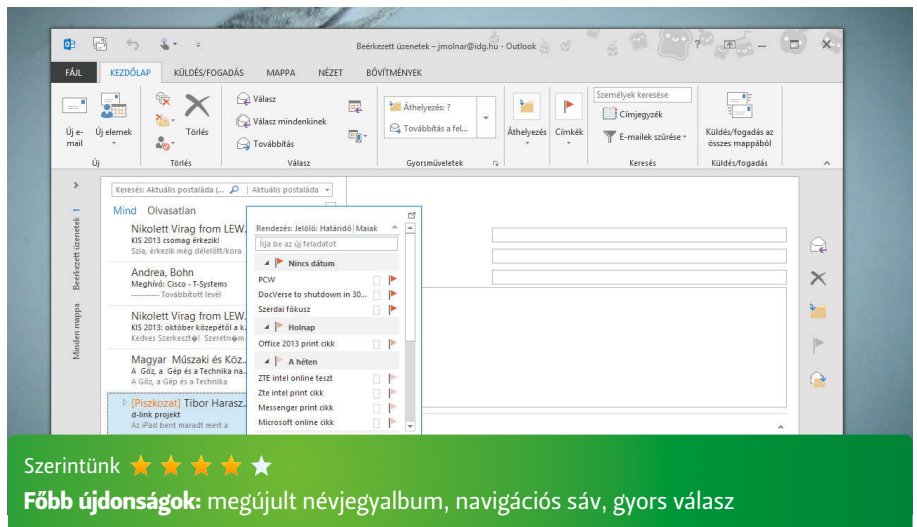 Beérkezett üzenetek – jmolnar@idg.hu - Outlook
?
FÁJL KEZDŐLAP KÜLDÉS/FOGADÁS MAPPA NÉZET BŐVÍTMÉNYEK
Új e-
mail
Új elemek
Új
Törlés
Törlés
Válasz
Válasz mindenkinek
Továbbítás
Válasz
Áthelyezés: ?
Továbbítás a fel...
Gyorsműveletek
Áthelyezés
Címkék
Személyek keresése
Címjegyzék
E-mailek szűrése
Keresés
Küldés/fogadás az
összes mappából
Küldés/fogadás
Beérkezett üzenetek 1
Minden mappa
Keresés: Aktuális postaláda (... Aktuális postaláda
Mind Olvasatlan
Nikolett Virag from LEW.
KIS 2013 csomag érkezik!
Szia, érkezik még délelőtt/kora
Andrea, Bohn
Meghívó: Cisco - T-Systems
---------- Továbbított levél
Nikolett Virag from LEW.
KIS 2013: október közepétől a k.
Kedves Szerkeszt�! Szeretn�m
Magyar Műszaki és Köz..
A Gőz, a Gép és a Technika na..
A Gőz, a Gép és a Technika
[Piszkozat] Tibor Harasz..
d-link projekt
Az iPad bent maradt mert a
Rendezés: Jelölő: Határidő Maiak
Írja be az új feladatot
Nincs dátum
PCW
DocVerse to shutdown in 30...
Szerdai fókusz
Holnap
Office 2013 print cikk
A héten
ZTE intel online teszt
Zte intel print cikk
Messenger print cikk
Microsoft online cikk
Szerintünk
Főbb újdonságok: megújult névjegyalbum, navigációs sáv, gyors válasz